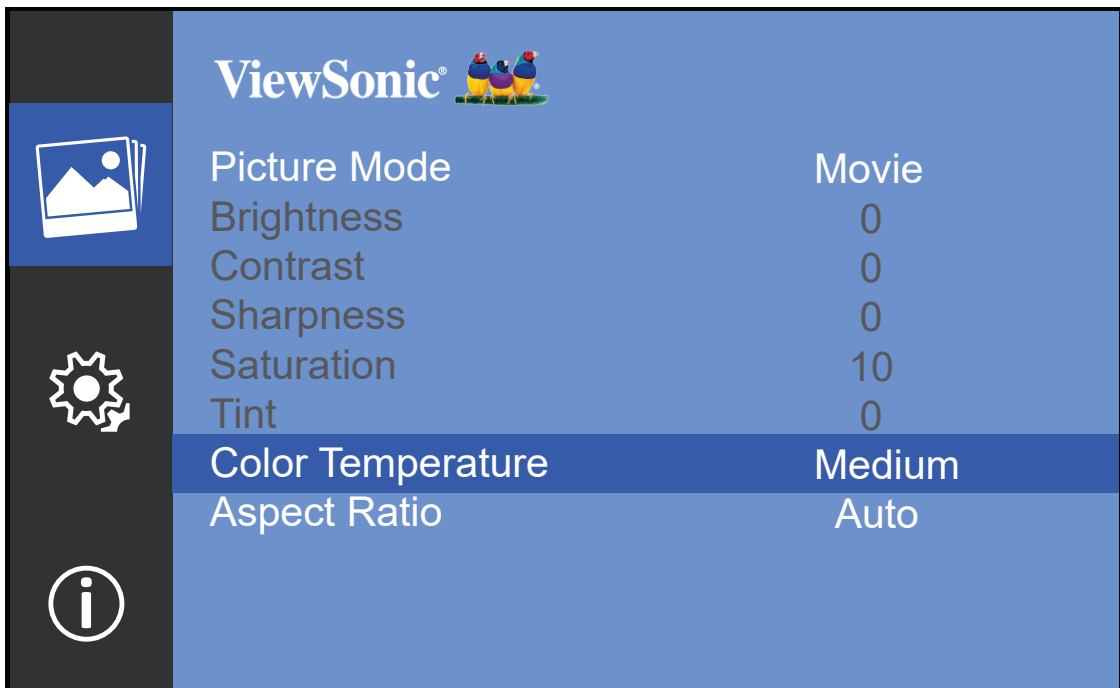 ViewSonic®
Picture Mode Movie
Brightness 0
Contrast 0
Sharpness 0
Saturation 10
Tint 0
Color Temperature Medium
Aspect Ratio Auto